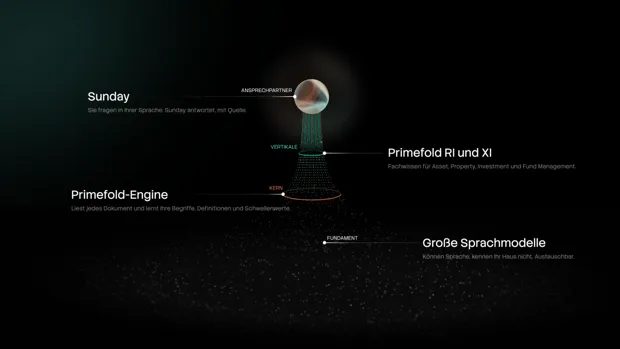 ANSPRECHPARTNER
Sunday
Sie fragen in Ihrer Sprache. Sunday antwortet, mit Quelle.
VERTIKALE
Primefold RI und XI
Fachwissen für Asset, Property, Investment und Fund Management.
KERN
Primefold-Engine
Liest jedes Dokument und lernt Ihre Begriffe, Definitionen und Schwellenwerte.
FUNDAMENT
Große Sprachmodelle
Können Sprache, kennen Ihr Haus nicht. Austauschbar.